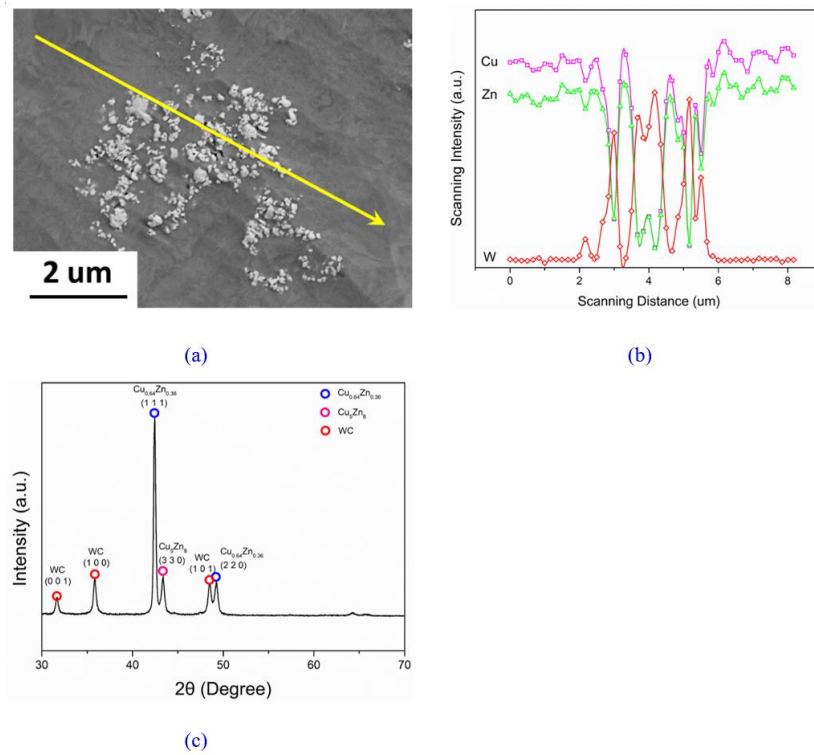 2 um
(a)
Cu
Zn
W
Scanning Intensity (a.u.)
0 2 4 6 8
Scanning Distance (um)
(b)
Cu₀.₆₄Zn₀.₃₆
(1 1 1)
Cu₀.₆₄Zn₀.₃₆
Cu₅Zn₈
WC
Intensity (a.u.)
WC
(0 0 1)
WC
(1 0 0)
Cu₅Zn₈
(3 3 0)
WC
(1 0 1)
Cu₀.₆₄Zn₀.₃₆
(2 2 0)
30 40 50 60 70
2θ (Degree)
(c)